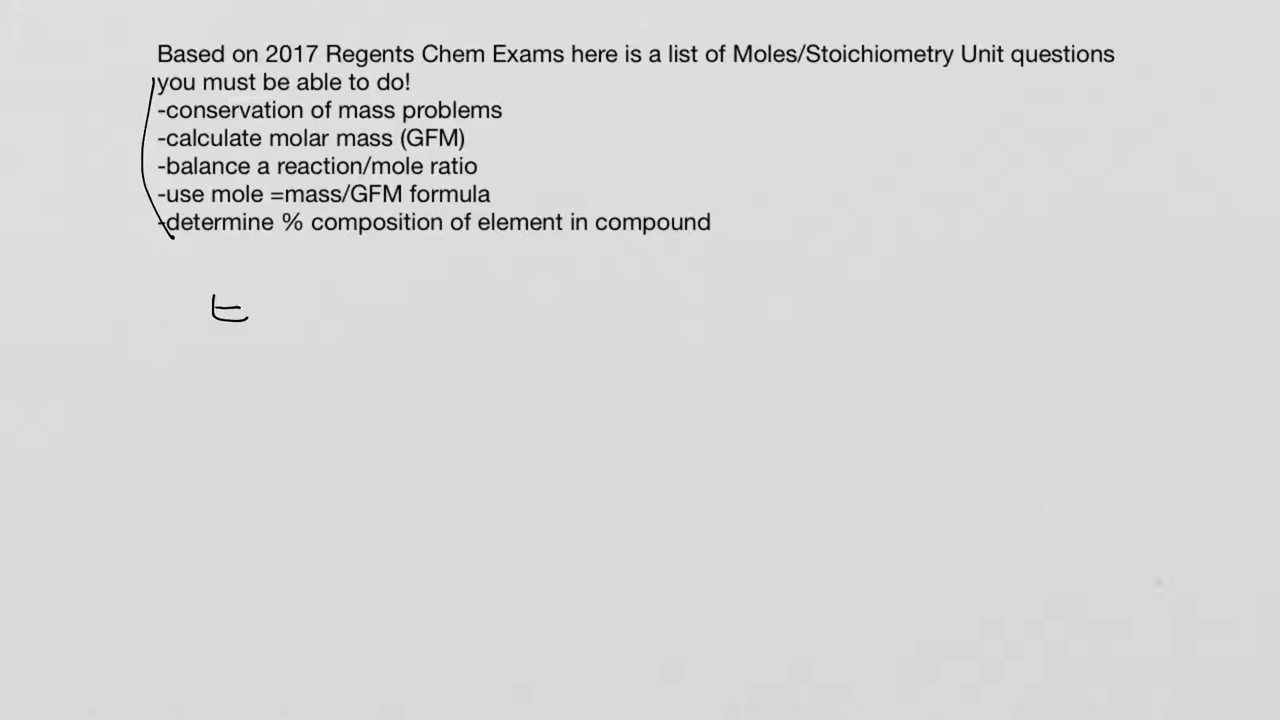 Based on 2017 Regents Chem Exams here is a list of Moles/Stoichiometry Unit questions
you must be able to do!
-conservation of mass problems
-calculate molar mass (GFM)
-balance a reaction/mole ratio
-use mole =mass/GFM formula
-determine % composition of element in compound